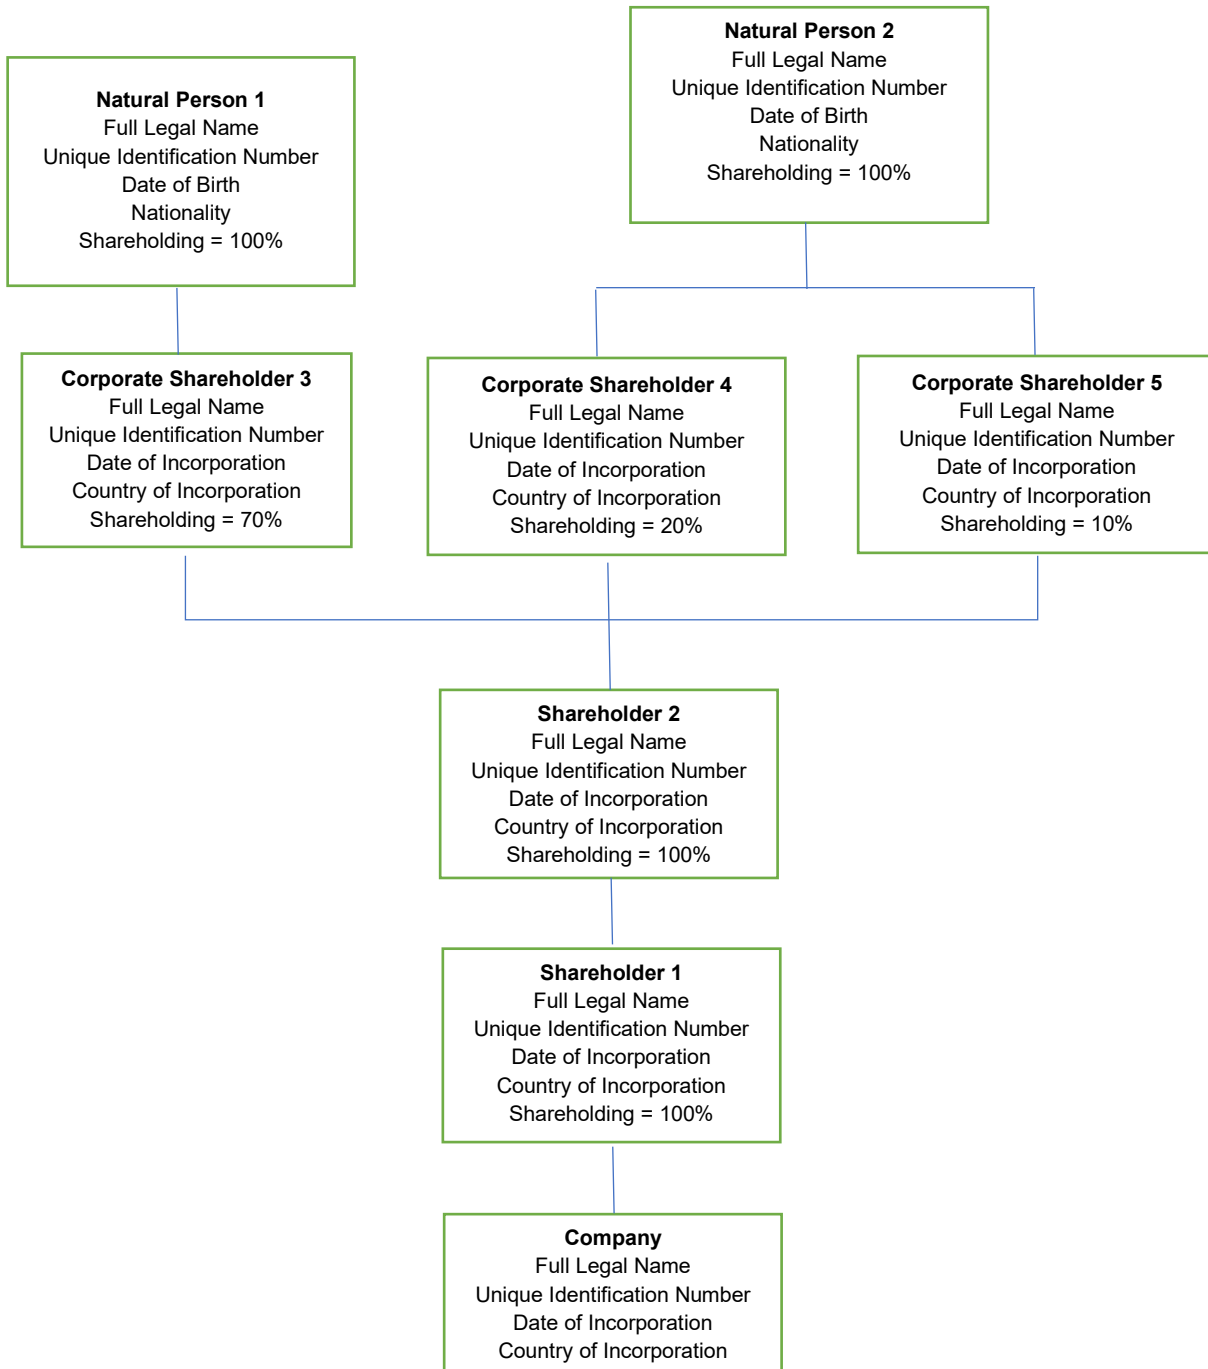 Natural Person 1
Full Legal Name
Unique Identification Number
Date of Birth
Nationality
Shareholding = 100%
Natural Person 2
Full Legal Name
Unique Identification Number
Date of Birth
Nationality
Shareholding = 100%
Corporate Shareholder 3
Full Legal Name
Unique Identification Number
Date of Incorporation
Country of Incorporation
Shareholding = 70%
Corporate Shareholder 4
Full Legal Name
Unique Identification Number
Date of Incorporation
Country of Incorporation
Shareholding = 20%
Corporate Shareholder 5
Full Legal Name
Unique Identification Number
Date of Incorporation
Country of Incorporation
Shareholding = 10%
Shareholder 2
Full Legal Name
Unique Identification Number
Date of Incorporation
Country of Incorporation
Shareholding = 100%
Shareholder 1
Full Legal Name
Unique Identification Number
Date of Incorporation
Country of Incorporation
Shareholding = 100%
Company
Full Legal Name
Unique Identification Number
Date of Incorporation
Country of Incorporation